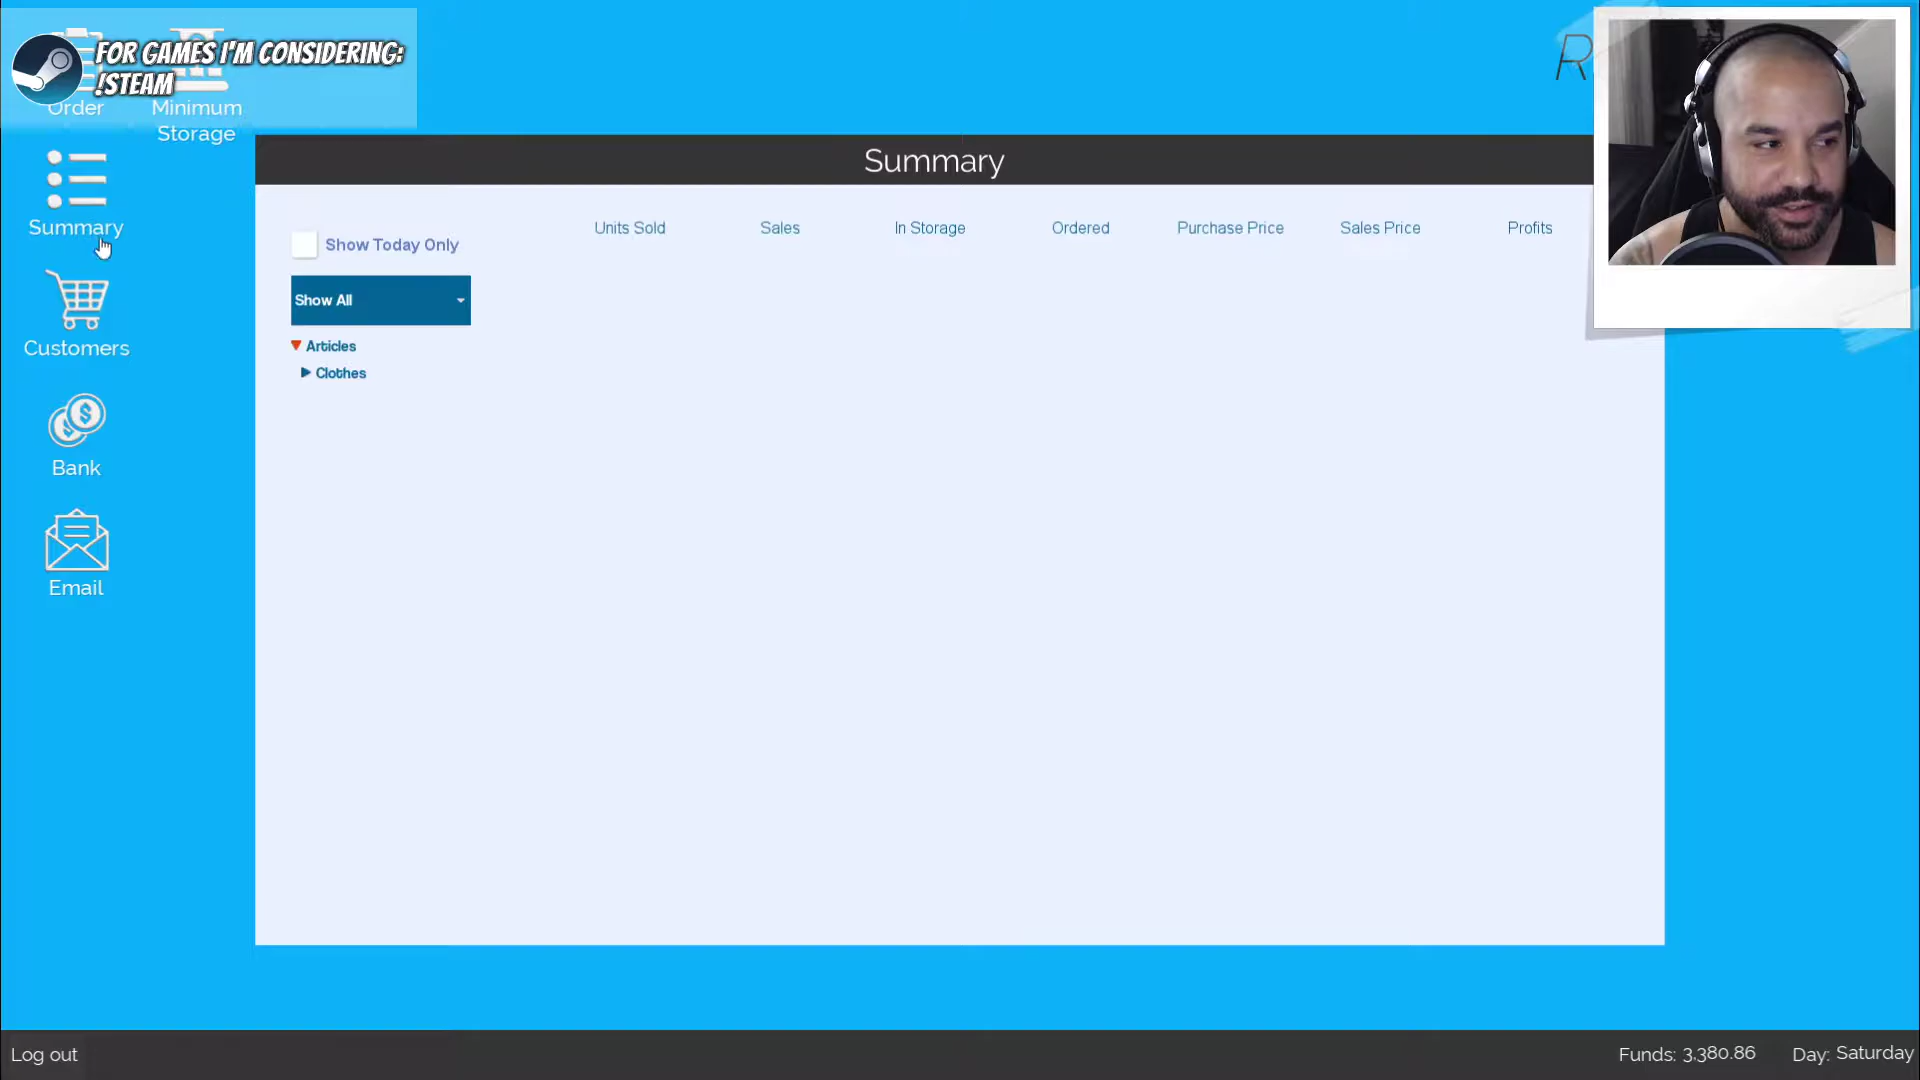 FOR GAMES I'M CONSIDERING:
!STEAM
Order
Minimum
Storage
R
Summary
Summary
Show Today Only
Units Sold
Sales
In Storage
Ordered
Purchase Price
Sales Price
Profits
Show All
Articles
Clothes
Customers
Bank
Email
Log out
Funds: 3,380.86
Day: Saturday